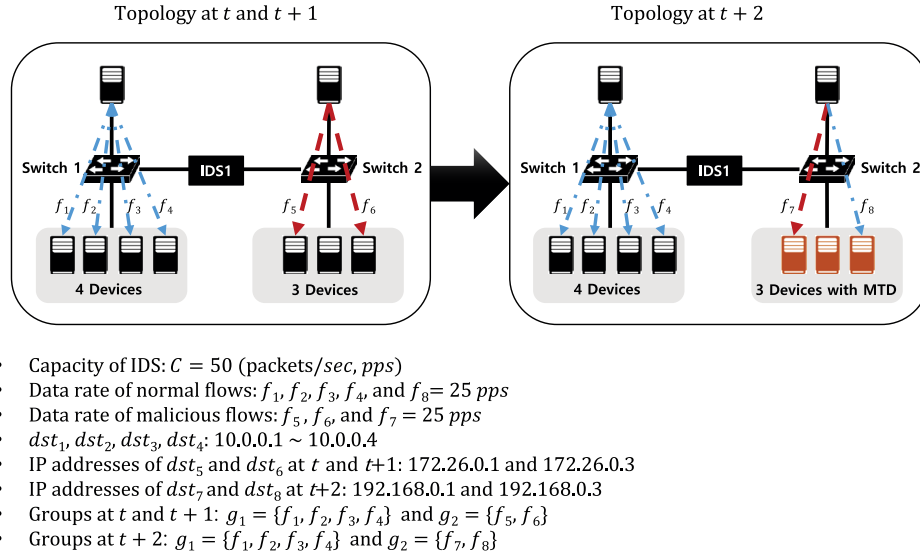 Topology at t and t + 1
Topology at t + 2
Switch 1
IDS1
Switch 2
f₁ f₂ f₃ f₄
f₅ f₆
4 Devices
3 Devices
Switch 1
IDS1
Switch 2
f₁ f₂ f₃ f₄
f₇ f₈
4 Devices
3 Devices with MTD
• Capacity of IDS: C = 50 (packets/sec, pps)
• Data rate of normal flows: f₁, f₂, f₃, f₄, and f₈= 25 pps
• Data rate of malicious flows: f₅, f₆, and f₇ = 25 pps
• dst₁, dst₂, dst₃, dst₄: 10.0.0.1 ~ 10.0.0.4
• IP addresses of dst₅ and dst₆ at t and t+1: 172.26.0.1 and 172.26.0.3
• IP addresses of dst₇ and dst₈ at t+2: 192.168.0.1 and 192.168.0.3
• Groups at t and t + 1: g₁ = {f₁, f₂, f₃, f₄} and g₂ = {f₅, f₆}
• Groups at t + 2: g₁ = {f₁, f₂, f₃, f₄} and g₂ = {f₇, f₈}